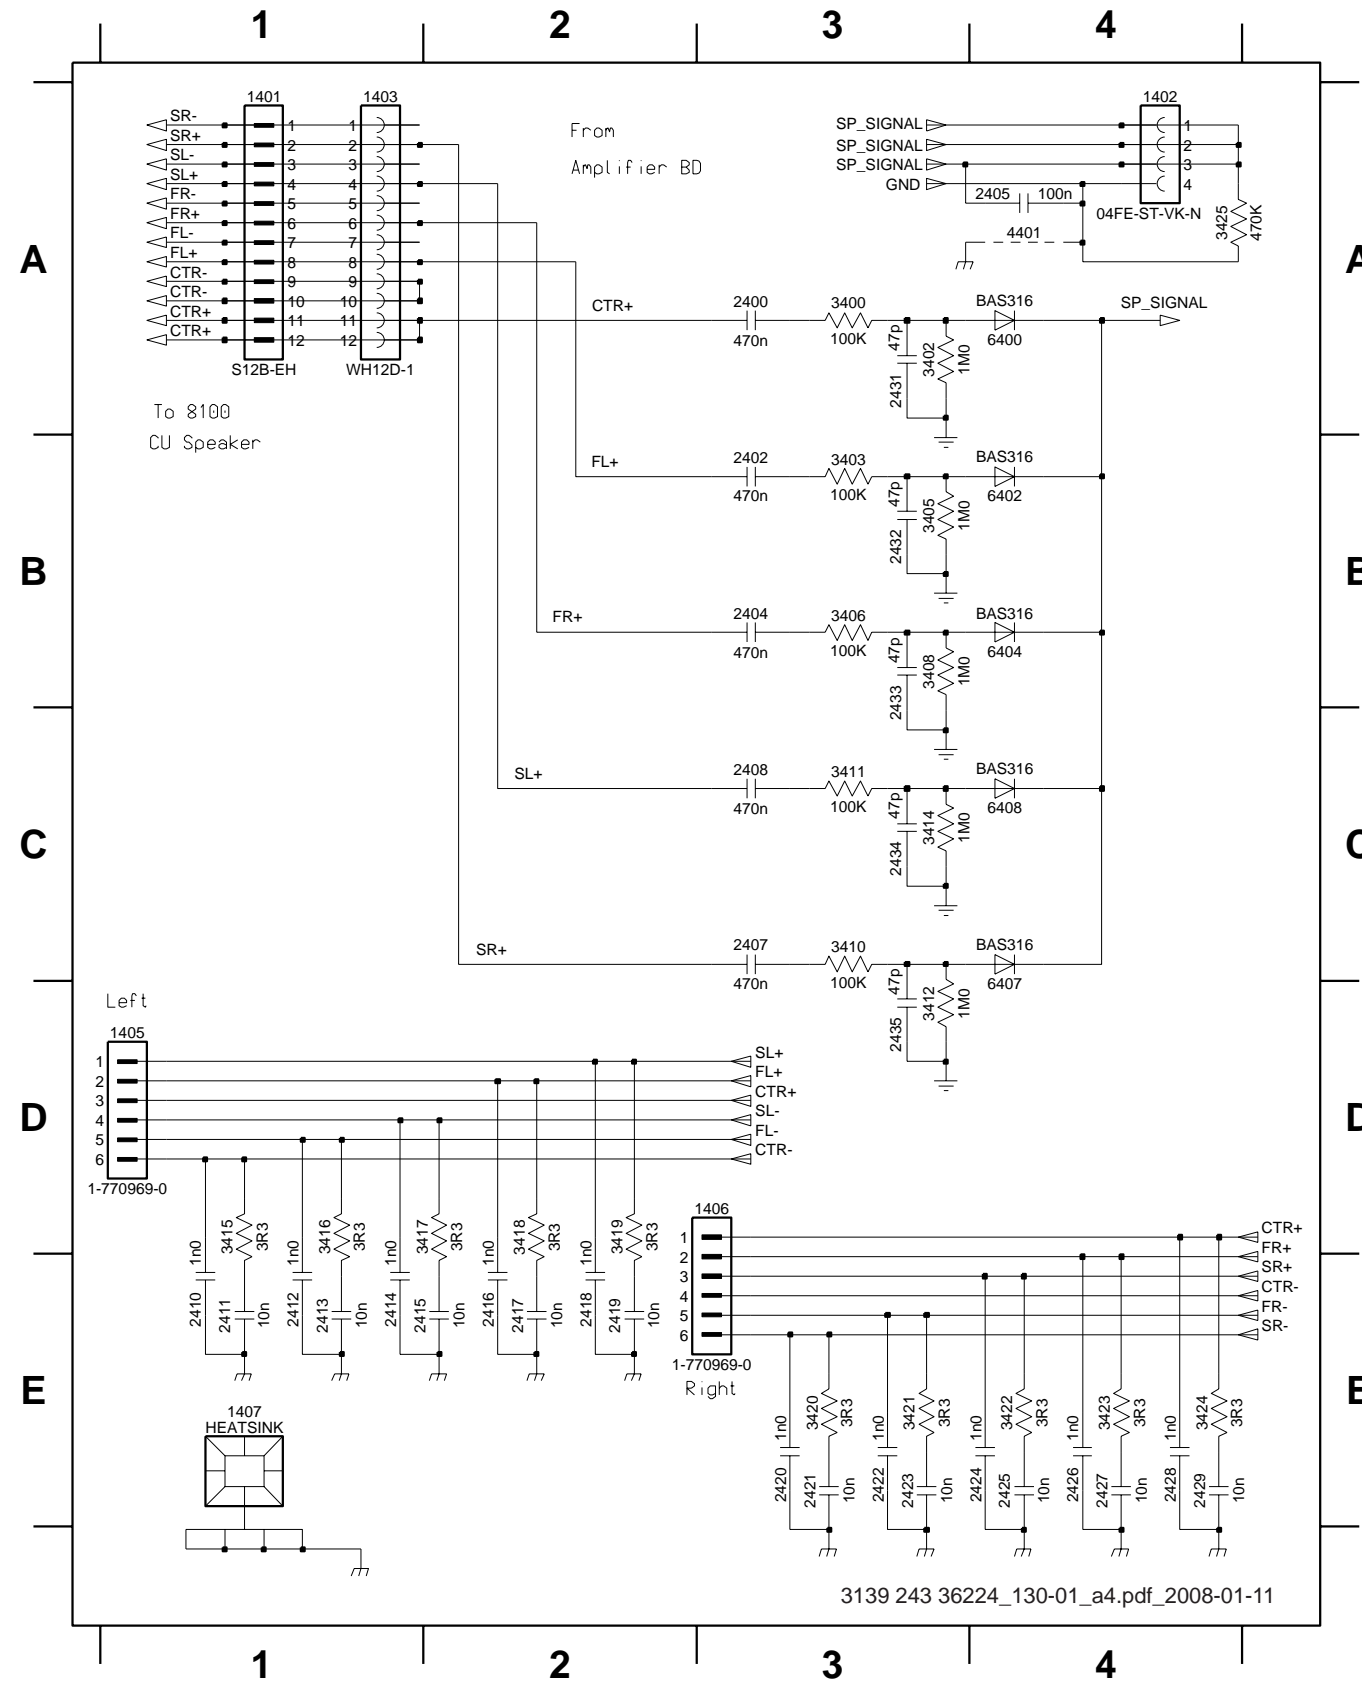 1 2 3 4
1401 1403 1402
SR- 1 1
SR+ 2 2
SL- 3 3
SL+ 4 4
FR- 5 5
FR+ 6 6
FL- 7 7
FL+ 8 8
CTR- 9 9
CTR- 10 10
CTR+ 11 11
CTR+ 12 12
S12B-EH WH12D-1
To 8100
CU Speaker
From
Amplifier BD
SP_SIGNAL 1
SP_SIGNAL 2
SP_SIGNAL 3
GND 4
2405 100n
04FE-ST-VK-N
3425 470K
4401
A A
CTR+ 2400 3400 BAS316 SP_SIGNAL
470n 100K 6400
47p 2431 3402 1M0
FL+ 2402 3403 BAS316
470n 100K 6402
47p 2432 3405 1M0
B B
FR+ 2404 3406 BAS316
470n 100K 6404
47p 2433 3408 1M0
SL+ 2408 3411 BAS316
470n 100K 6408
47p 2434 3414 1M0
C C
SR+ 2407 3410 BAS316
470n 100K 6407
47p 2435 3412 1M0
Left
1405
1 SL+
2 FL+
3 CTR+
4 SL-
5 FL-
6 CTR-
1-770969-0
D D
1n0 3415 3R3 1n0 3416 3R3 1n0 3417 3R3 1n0 3418 3R3 1n0 3419 3R3
2410 2411 10n 2412 2413 10n 2414 2415 10n 2416 2417 10n 2418 2419 10n
1406
1 CTR+
2 FR+
3 SR+
4 CTR-
5 FR-
6 SR-
1-770969-0
Right
E E
1n0 3420 3R3 1n0 3421 3R3 1n0 3422 3R3 1n0 3423 3R3 1n0 3424 3R3
2420 2421 10n 2422 2423 10n 2424 2425 10n 2426 2427 10n 2428 2429 10n
1407
HEATSINK
3139 243 36224_130-01_a4.pdf_2008-01-11
1 2 3 4